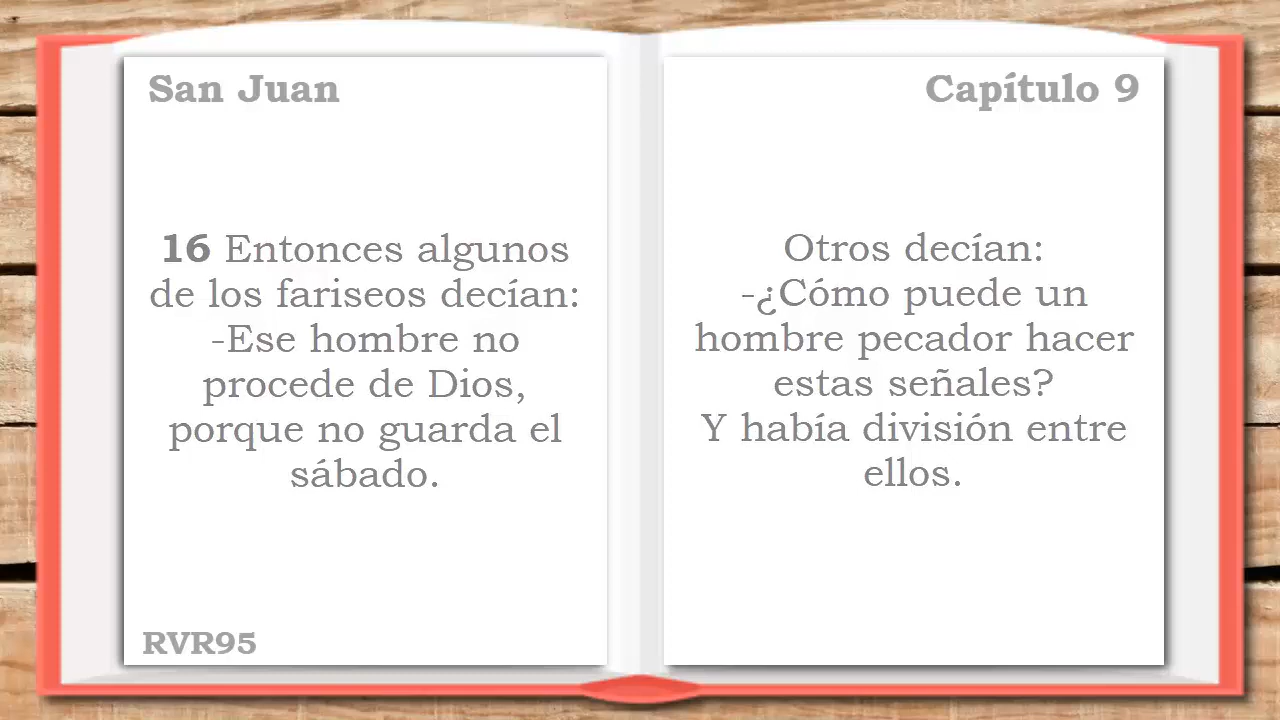 San Juan
16 Entonces algunos
de los fariseos decían:
-Ese hombre no
procede de Dios,
porque no guarda el
sábado.
RVR95
Capítulo 9
Otros decían:
-¿Cómo puede un
hombre pecador hacer
estas señales?
Y había división entre
ellos.